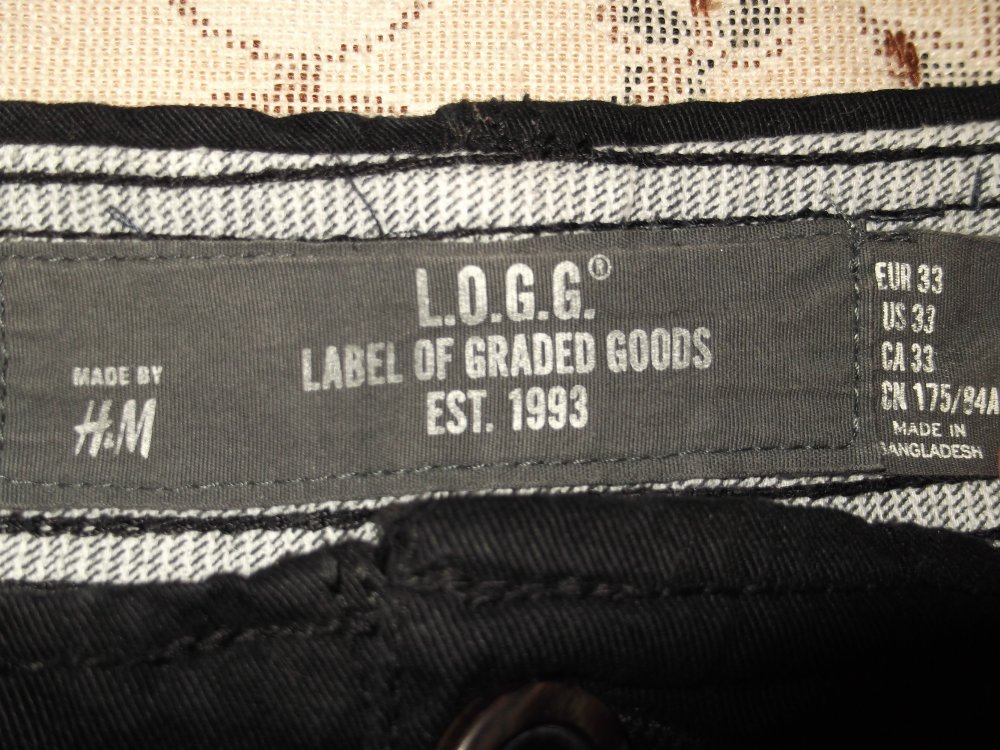 L.O.G.G.®
LABEL OF GRADED GOODS
EST. 1993
MADE BY
H&M
EUR 33
US 33
CA 33
CN 175/84A
MADE IN
BANGLADESH